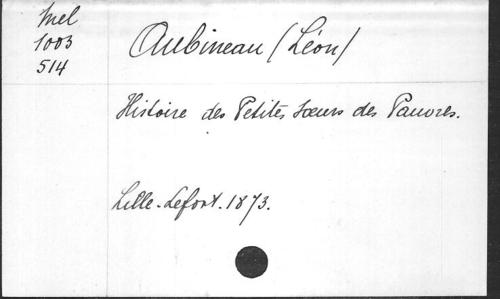 Mel
1003
514
Aubineau (Léon)
Histoire des Petites Soeurs des Pauvres.
Lille. Lefort. 1873.